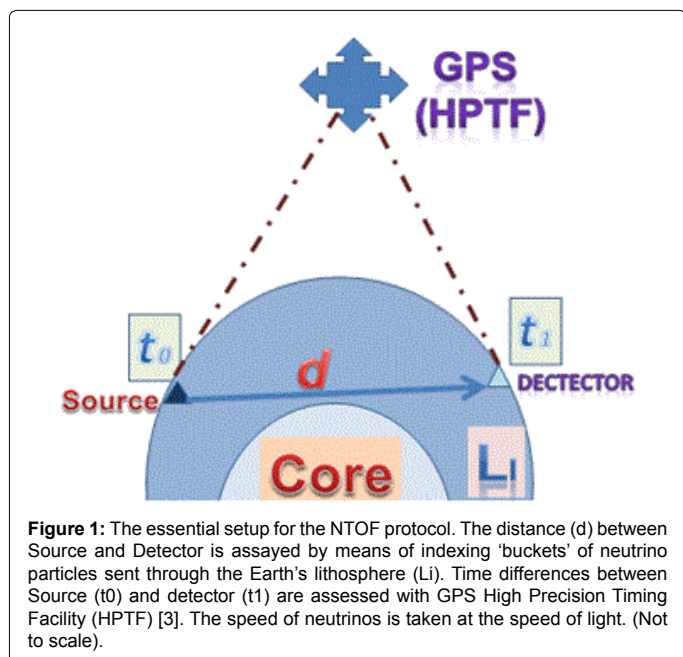 GPS
(HPTF)
t0
t1
d
Source
DECTECTOR
Core
Li
Figure 1: The essential setup for the NTOF protocol. The distance (d) between
Source and Detector is assayed by means of indexing ‘buckets’ of neutrino
particles sent through the Earth’s lithosphere (Li). Time differences between
Source (t0) and detector (t1) are assessed with GPS High Precision Timing
Facility (HPTF) [3]. The speed of neutrinos is taken at the speed of light. (Not
to scale).